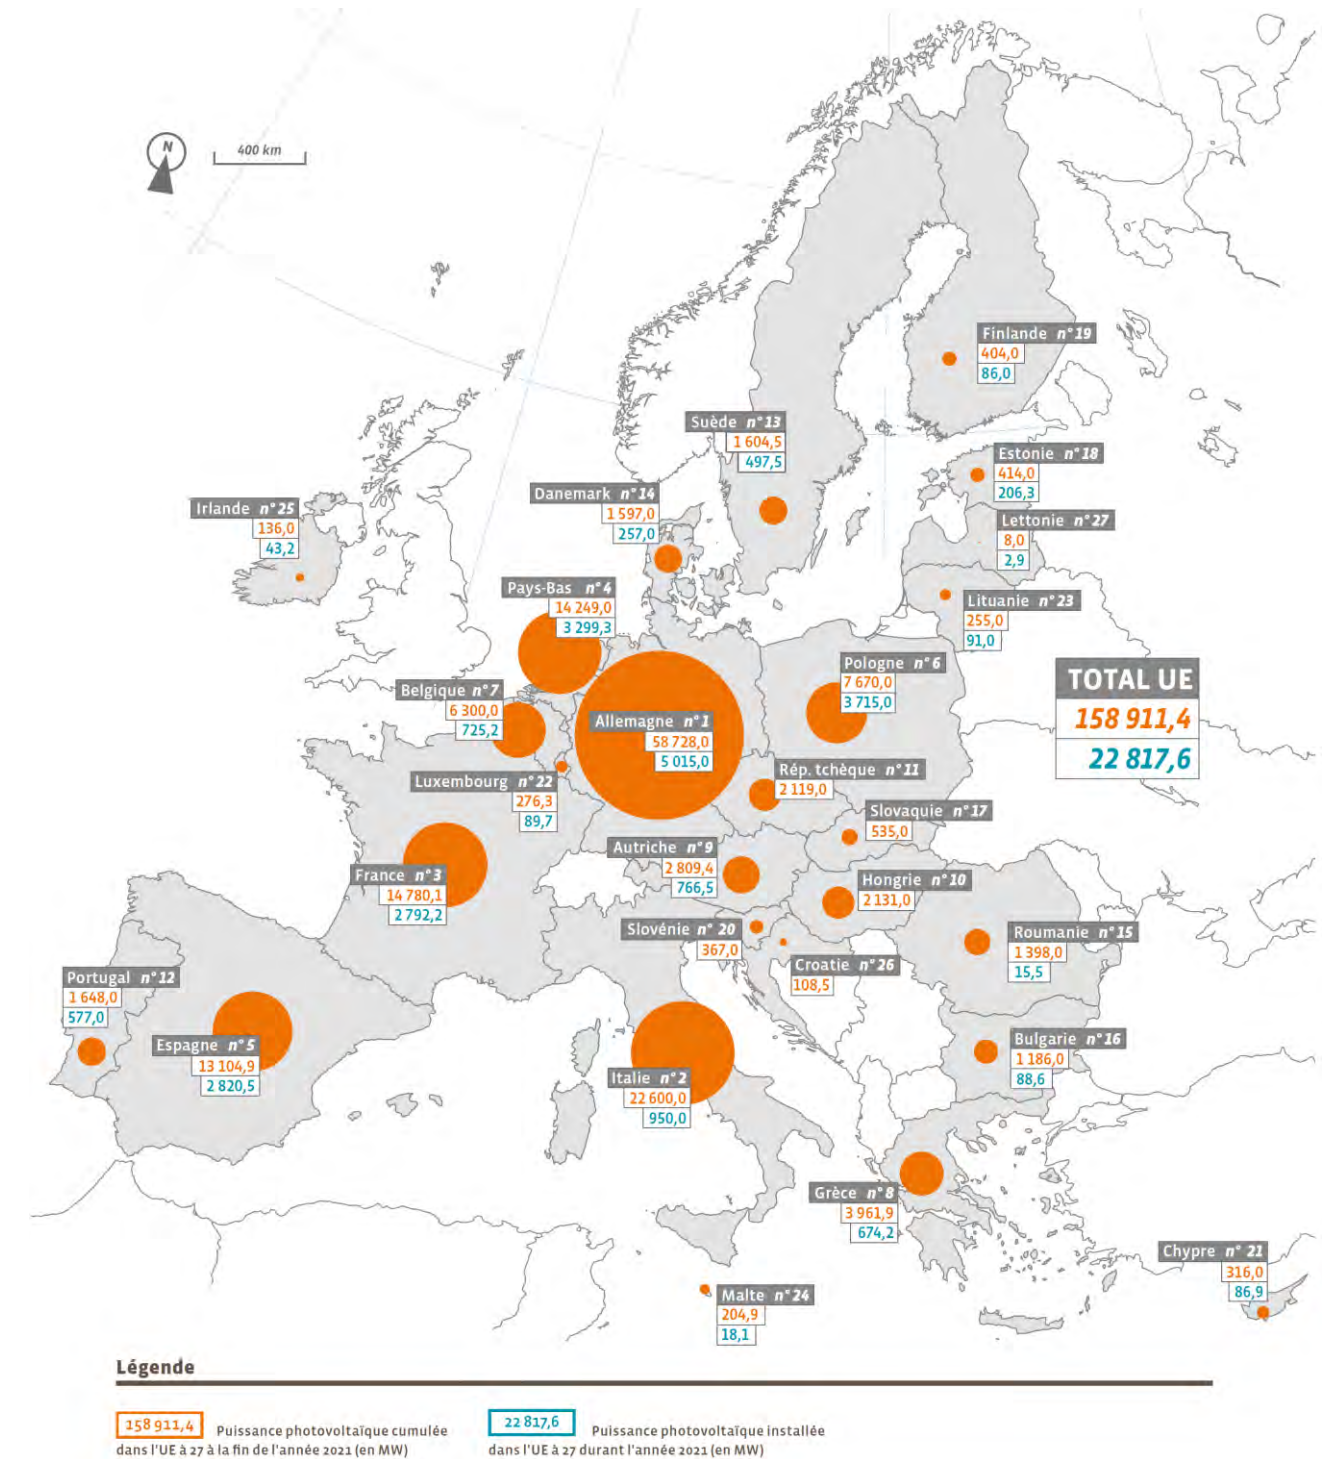 N
400 km
Finlande n°19
404,0
86,0
Suède n°13
1 604,5
497,5
Estonie n°18
414,0
206,3
Danemark n°14
1 597,0
257,0
Irlande n°25
136,0
43,2
Lettonie n°27
8,0
2,9
Pays-Bas n°4
14 249,0
3 299,3
Lituanie n°23
255,0
91,0
Pologne n°6
7 670,0
3 715,0
TOTAL UE
158 911,4
22 817,6
Belgique n°7
6 300,0
725,2
Allemagne n°1
58 728,0
5 015,0
Luxembourg n°22
276,3
89,7
Rép. tchèque n°11
2 119,0
Slovaquie n°17
535,0
Autriche n°9
2 809,4
766,5
France n°3
14 780,1
2 792,2
Hongrie n°10
2 131,0
Slovénie n° 20
367,0
Roumanie n°15
1 398,0
15,5
Croatie n°26
108,5
Portugal n°12
1 648,0
577,0
Espagne n°5
13 104,9
2 820,5
Bulgarie n°16
1 186,0
88,6
Italie n°2
22 600,0
950,0
Grèce n°8
3 961,9
674,2
Chypre n° 21
316,0
86,9
Malte n°24
204,9
18,1
Légende
158 911,4 Puissance photovoltaïque cumulée
dans l'UE à 27 à la fin de l'année 2021 (en MW)
22 817,6 Puissance photovoltaïque installée
dans l'UE à 27 durant l'année 2021 (en MW)